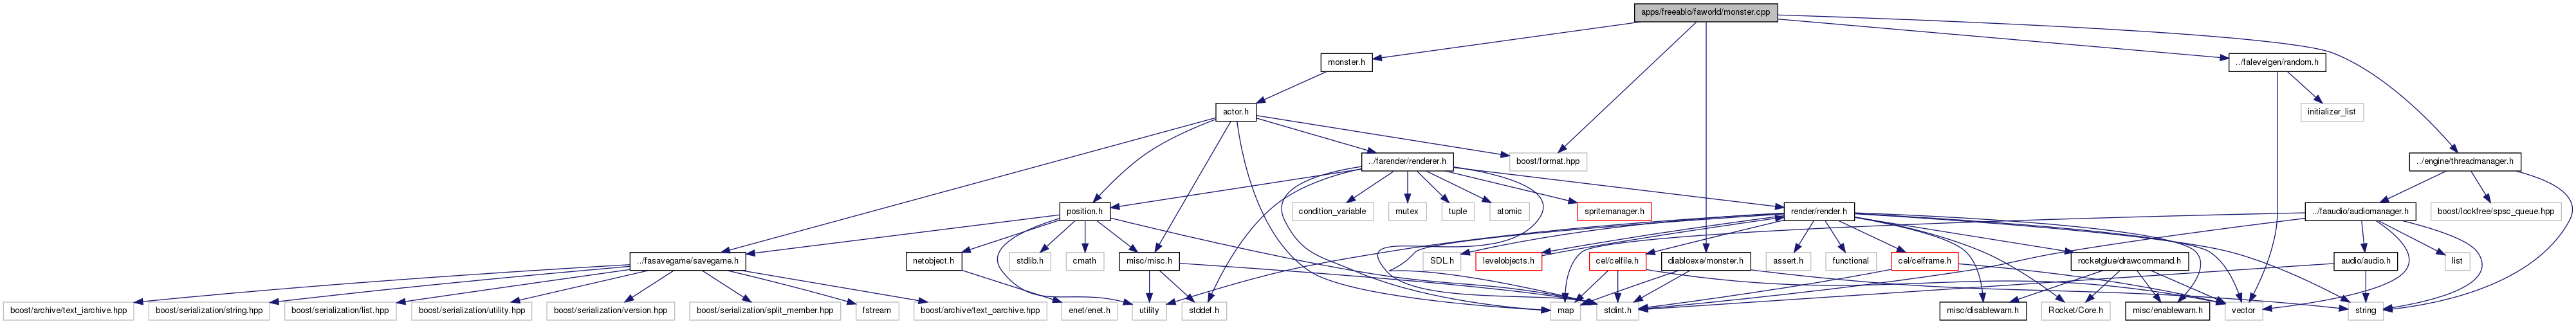 apps/freeablo/faworld/monster.cpp
monster.h
../falevelgen/random.h
actor.h
initializer_list
../farender/renderer.h
boost/format.hpp
../engine/threadmanager.h
position.h
condition_variable
mutex
tuple
atomic
spritemanager.h
render/render.h
../faaudio/audiomanager.h
boost/lockfree/spsc_queue.hpp
../fasavegame/savegame.h
netobject.h
stdlib.h
cmath
misc/misc.h
SDL.h
levelobjects.h
cel/celfile.h
diabloexe/monster.h
assert.h
functional
cel/celframe.h
rocketglue/drawcommand.h
audio/audio.h
list
boost/archive/text_iarchive.hpp
boost/serialization/string.hpp
boost/serialization/list.hpp
boost/serialization/utility.hpp
boost/serialization/version.hpp
boost/serialization/split_member.hpp
fstream
boost/archive/text_oarchive.hpp
enet/enet.h
utility
stddef.h
map
stdint.h
misc/disablewarn.h
Rocket/Core.h
misc/enablewarn.h
vector
string